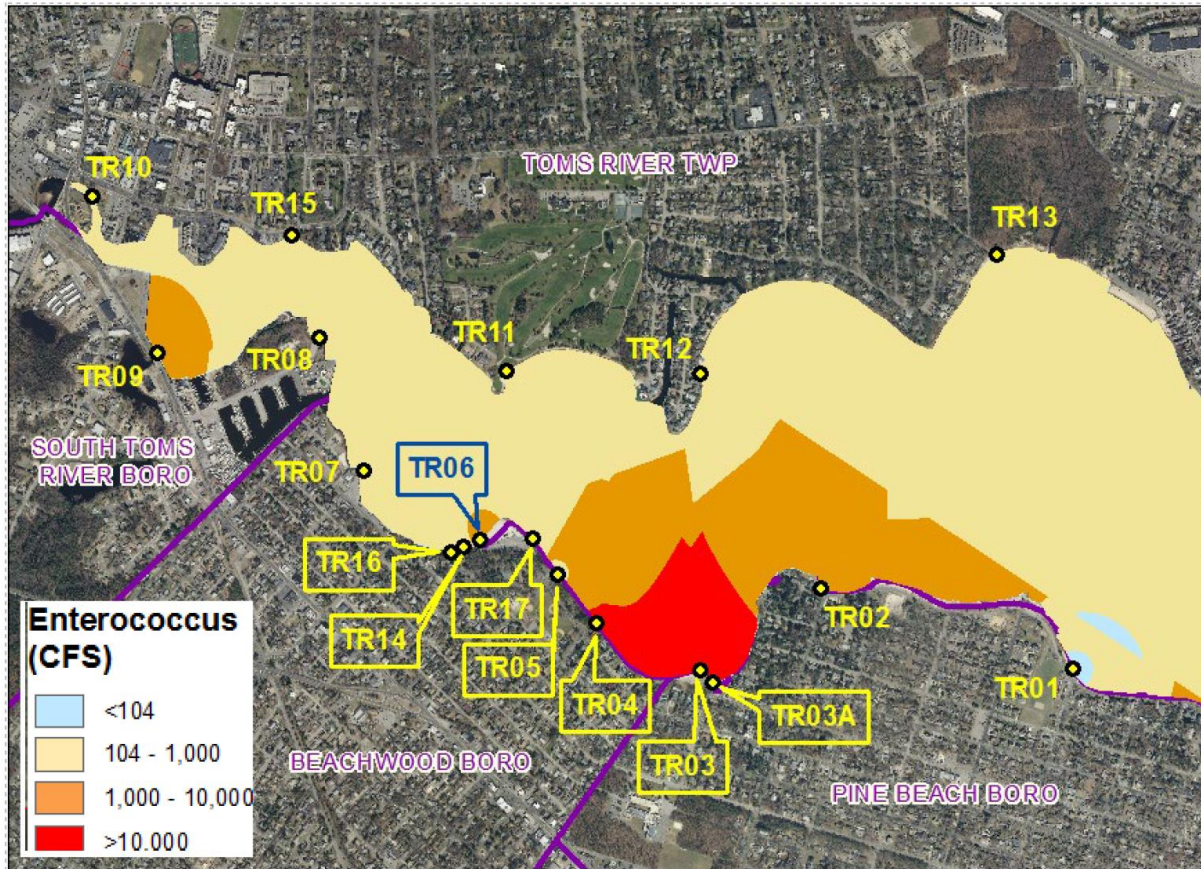 TR10
TOMS RIVER TWP
TR15
TR13
TR11
TR12
TR08
TR09
SOUTH TOMS
RIVER BORO
TR07
TR06
TR16
TR17
TR02
TR14
TR05
TR04
TR03A
TR01
TR03
BEACHWOOD BORO
PINE BEACH BORO
Enterococcus
(CFS)
<104
104 - 1,000
1,000 - 10,000
>10.000